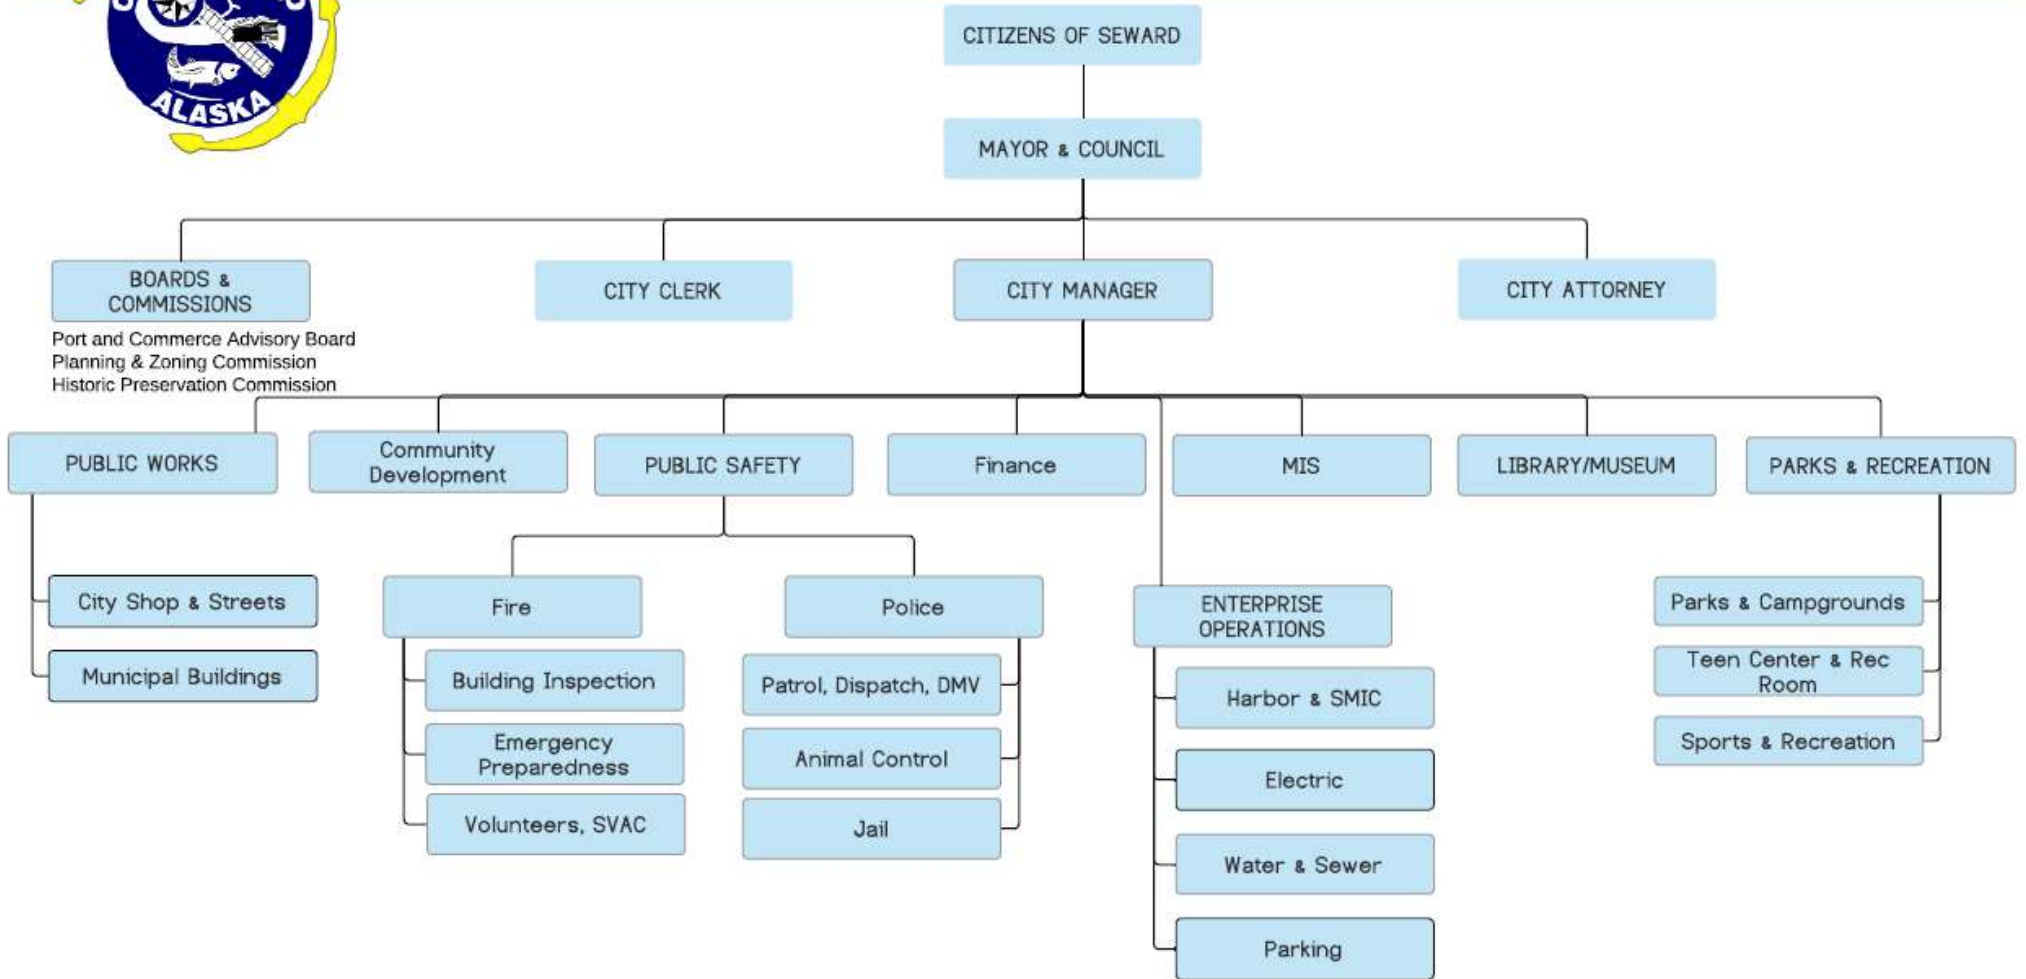 ALASKA
CITIZENS OF SEWARD
MAYOR & COUNCIL
BOARDS &
COMMISSIONS
CITY CLERK
CITY MANAGER
CITY ATTORNEY
Port and Commerce Advisory Board
Planning & Zoning Commission
Historic Preservation Commission
PUBLIC WORKS
Community
Development
PUBLIC SAFETY
Finance
MIS
LIBRARY/MUSEUM
PARKS & RECREATION
City Shop & Streets
Municipal Buildings
Fire
Building Inspection
Emergency
Preparedness
Volunteers, SVAC
Police
Patrol, Dispatch, DMV
Animal Control
Jail
ENTERPRISE
OPERATIONS
Harbor & SMIC
Electric
Water & Sewer
Parking
Parks & Campgrounds
Teen Center & Rec
Room
Sports & Recreation